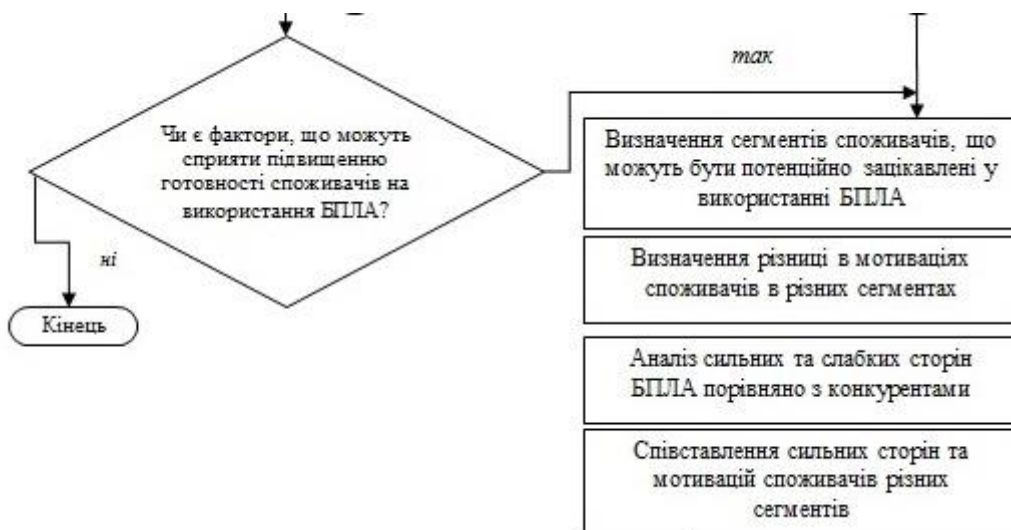 так
Чи є фактори, що можуть
сприяти підвищенню
готовності споживачів на
використання БПЛА?
ні
Кінець
Визначення сегментів споживачів, що
можуть бути потенційно зацікавлені у
використанні БПЛА
Визначення різниці в мотиваціях
споживачів в різних сегментах
Аналіз сильних та слабких сторін
БПЛА порівняно з конкурентами
Співставлення сильних сторін та
мотивацій споживачів різних
сегментів